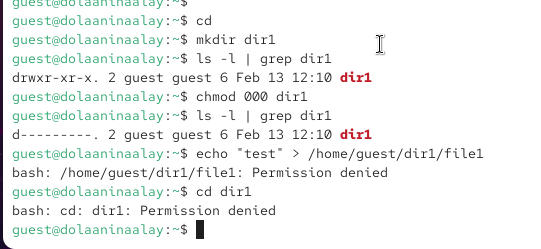 guest@dolaaninaalay:~$
guest@dolaaninaalay:~$ cd
guest@dolaaninaalay:~$ mkdir dir1
guest@dolaaninaalay:~$ ls -l | grep dir1
drwxr-xr-x. 2 guest guest 6 Feb 13 12:10 dir1
guest@dolaaninaalay:~$ chmod 000 dir1
guest@dolaaninaalay:~$ ls -l | grep dir1
d---------. 2 guest guest 6 Feb 13 12:10 dir1
guest@dolaaninaalay:~$ echo "test" > /home/guest/dir1/file1
bash: /home/guest/dir1/file1: Permission denied
guest@dolaaninaalay:~$ cd dir1
bash: cd: dir1: Permission denied
guest@dolaaninaalay:~$